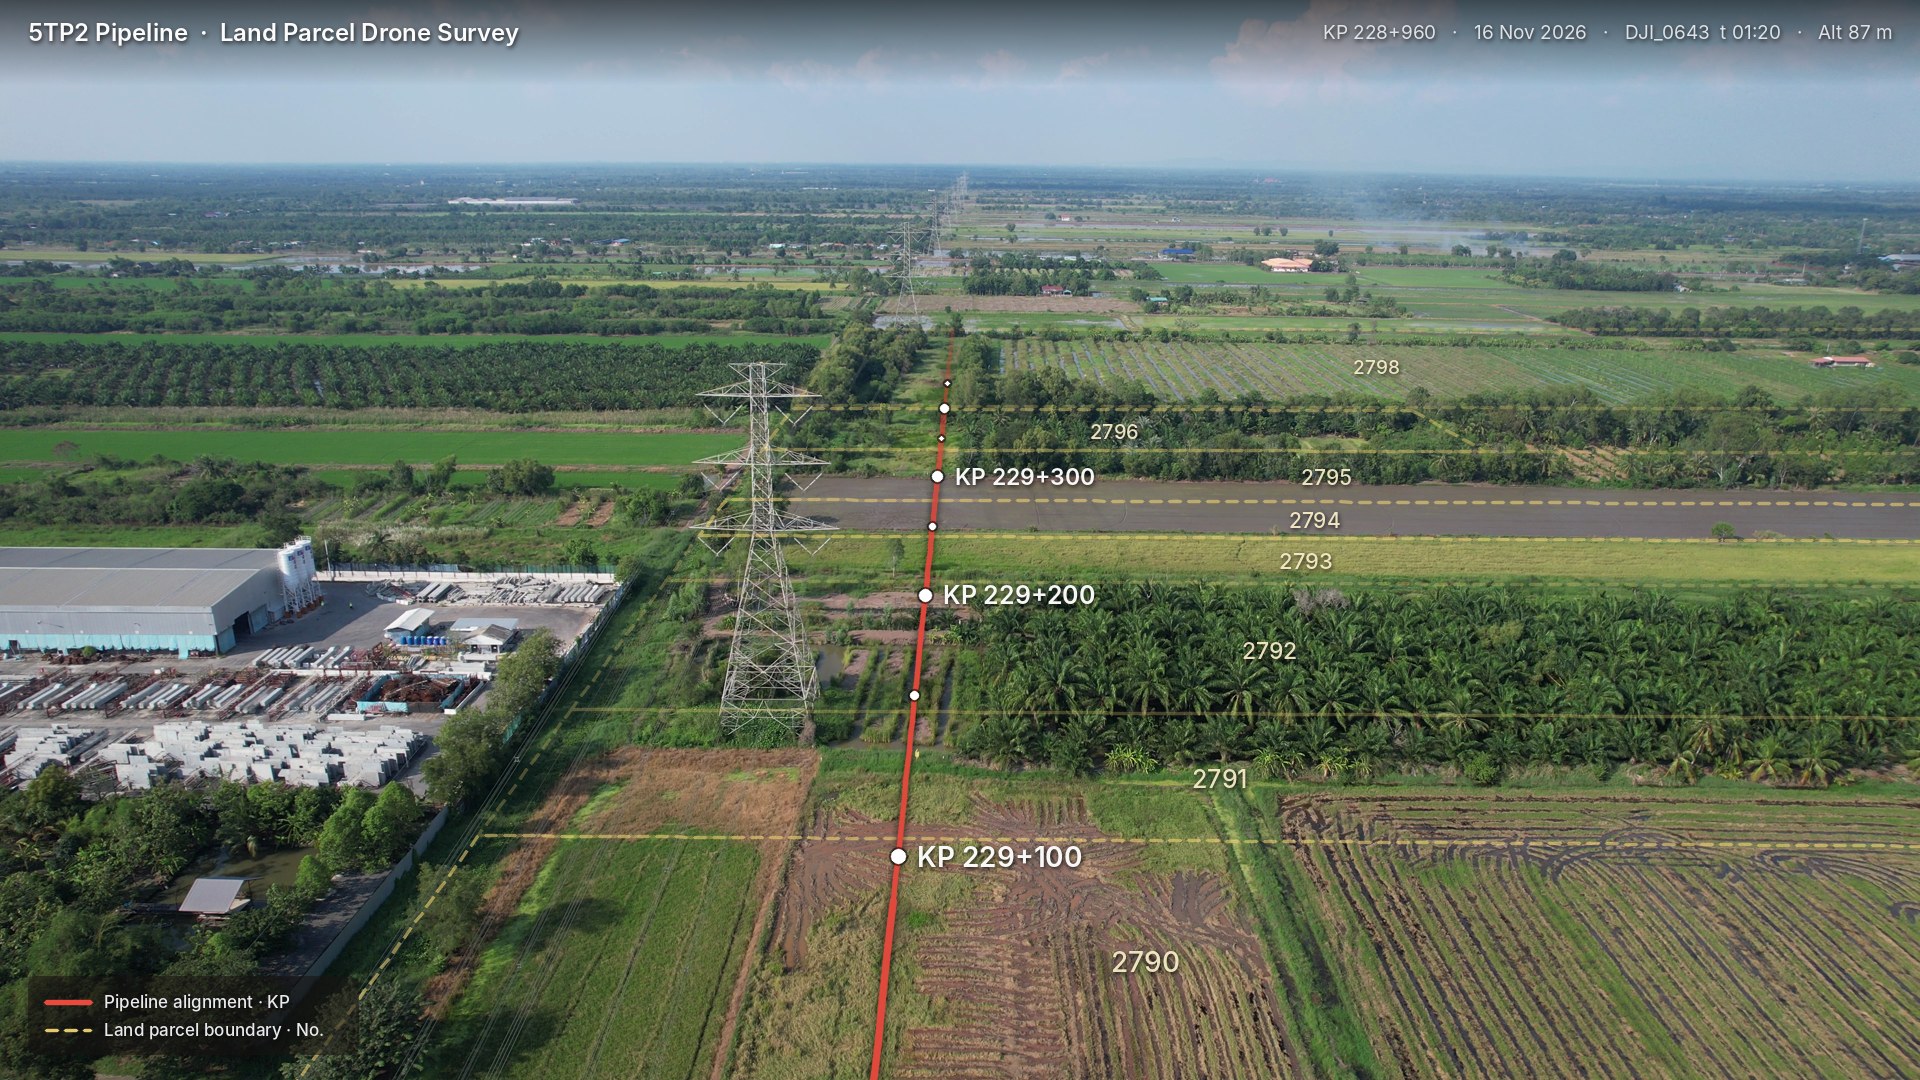 5TP2 Pipeline · Land Parcel Drone Survey
KP 228+960 · 16 Nov 2026 · DJI_0643 t 01:20 · Alt 87 m
2798
2796
KP 229+300
2795
2794
2793
KP 229+200
2792
2791
KP 229+100
2790
Pipeline alignment · KP
Land parcel boundary · No.